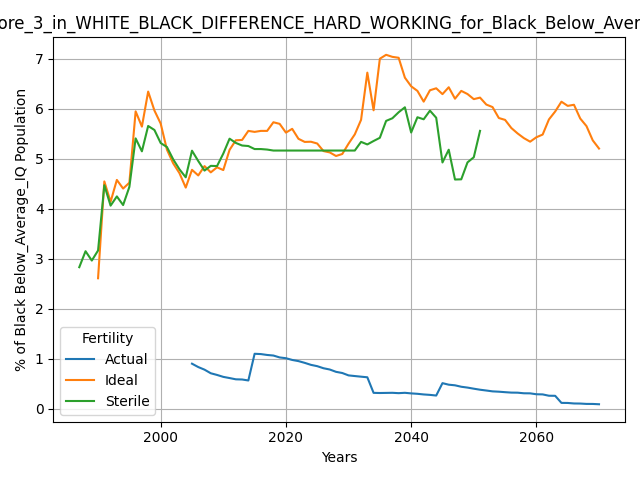 ore_3_in_WHITE_BLACK_DIFFERENCE_HARD_WORKING_for_Black_Below_Aver
% of Black Below_Average_IQ Population
7
6
5
4
3
2
1
0
Fertility
Actual
Ideal
Sterile
2000 2020 2040 2060
Years